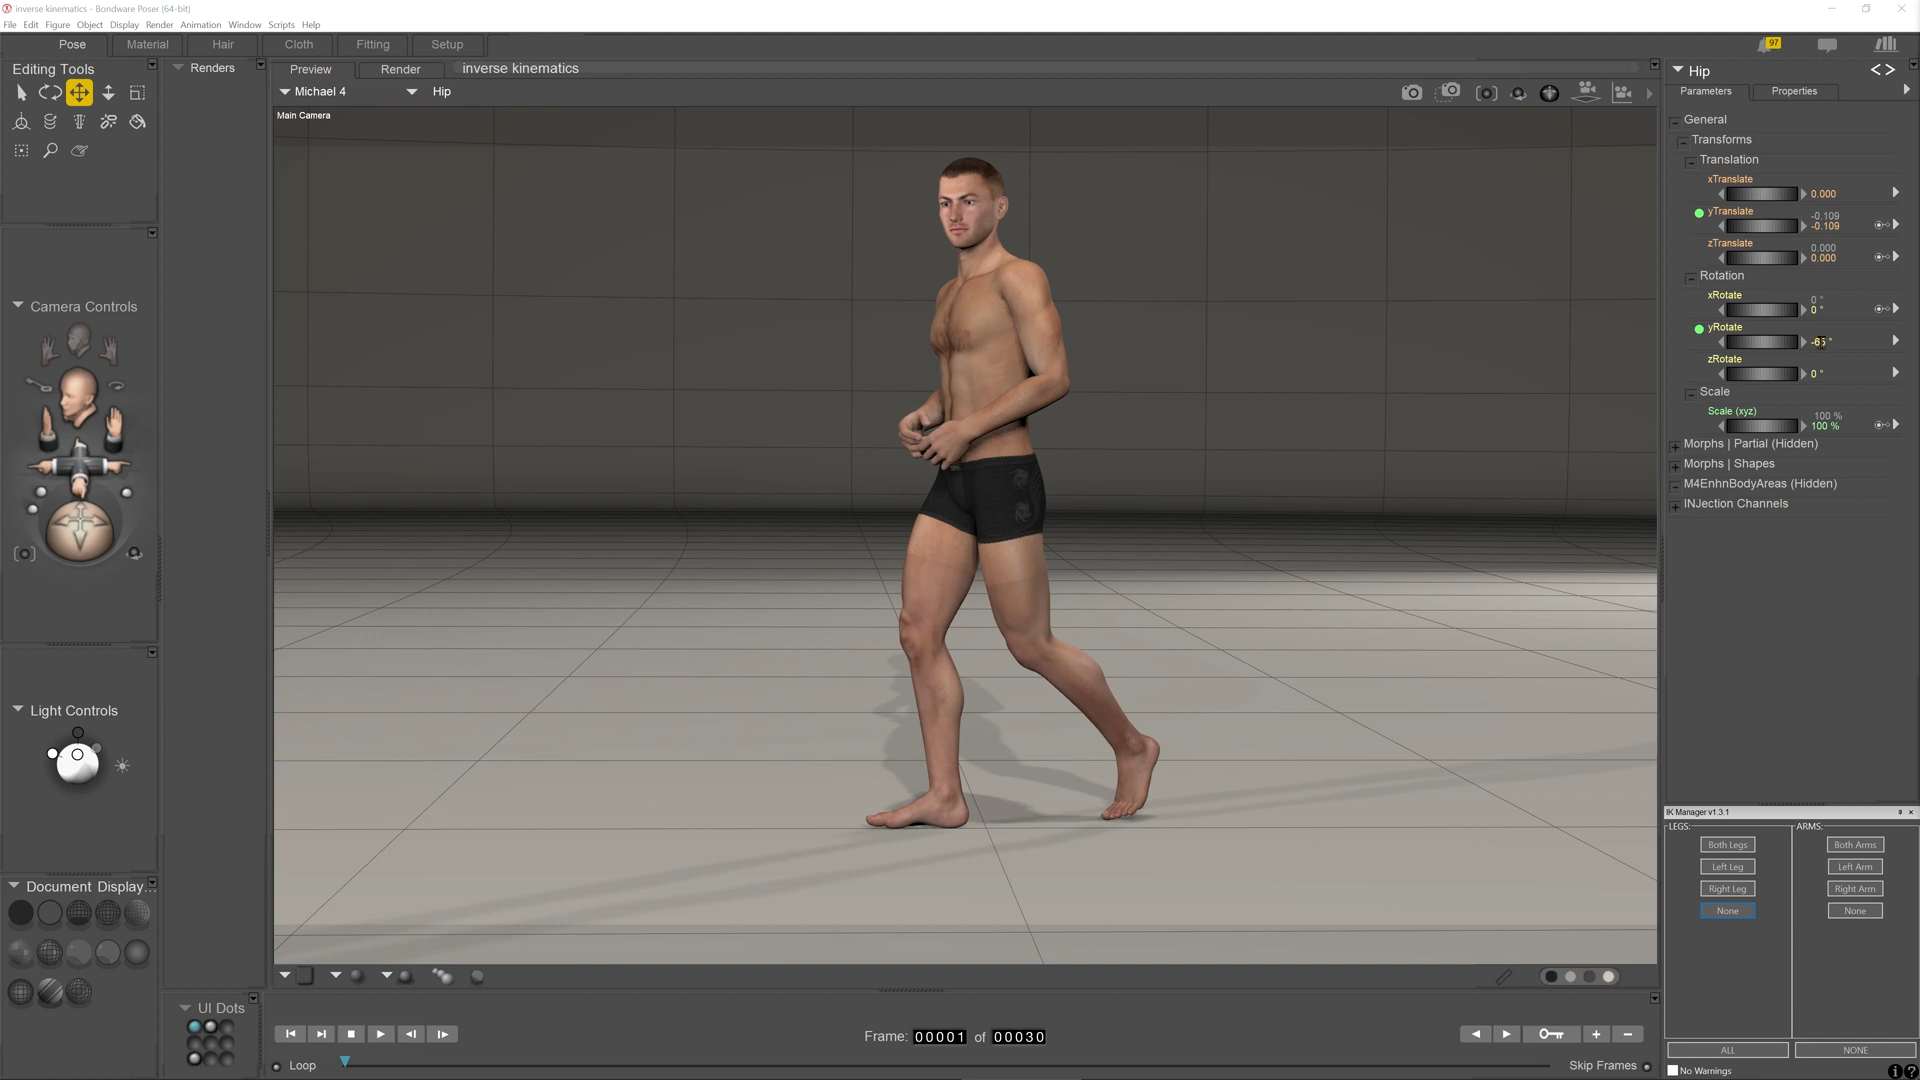 inverse kinematics - Bondware Poser (64-bit)
File Edit Figure Object Display Render Animation Window Scripts Help
Pose Material Hair Cloth Fitting Setup
97
Editing Tools
Renders
Preview Render inverse kinematics
Michael 4 Hip
Main Camera
Camera Controls
Light Controls
Document Display...
UI Dots
Frame: 00001 of 00030
Loop
Skip Frames
Hip
Parameters Properties
General
Transforms
Translation
xTranslate
0.000
yTranslate
-0.109
-0.109
zTranslate
0.000
0.000
Rotation
xRotate
0 °
0 °
yRotate
zRotate
0 °
Scale
Scale (xyz)
100 %
100 %
Morphs | Partial (Hidden)
Morphs | Shapes
M4EnhnBodyAreas (Hidden)
INJection Channels
IK Manager v1.3.1
LEGS: ARMS:
Both Legs Both Arms
Left Leg Left Arm
Right Leg Right Arm
None None
ALL NONE
No Warnings